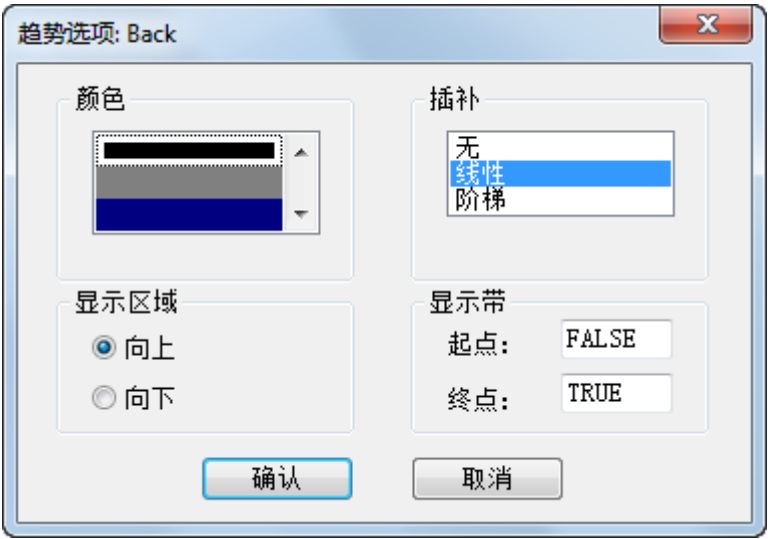 趋势选项: Back
颜色
插补
无
线性
阶梯
显示区域
向上
向下
显示带
起点: FALSE
终点: TRUE
确认
取消